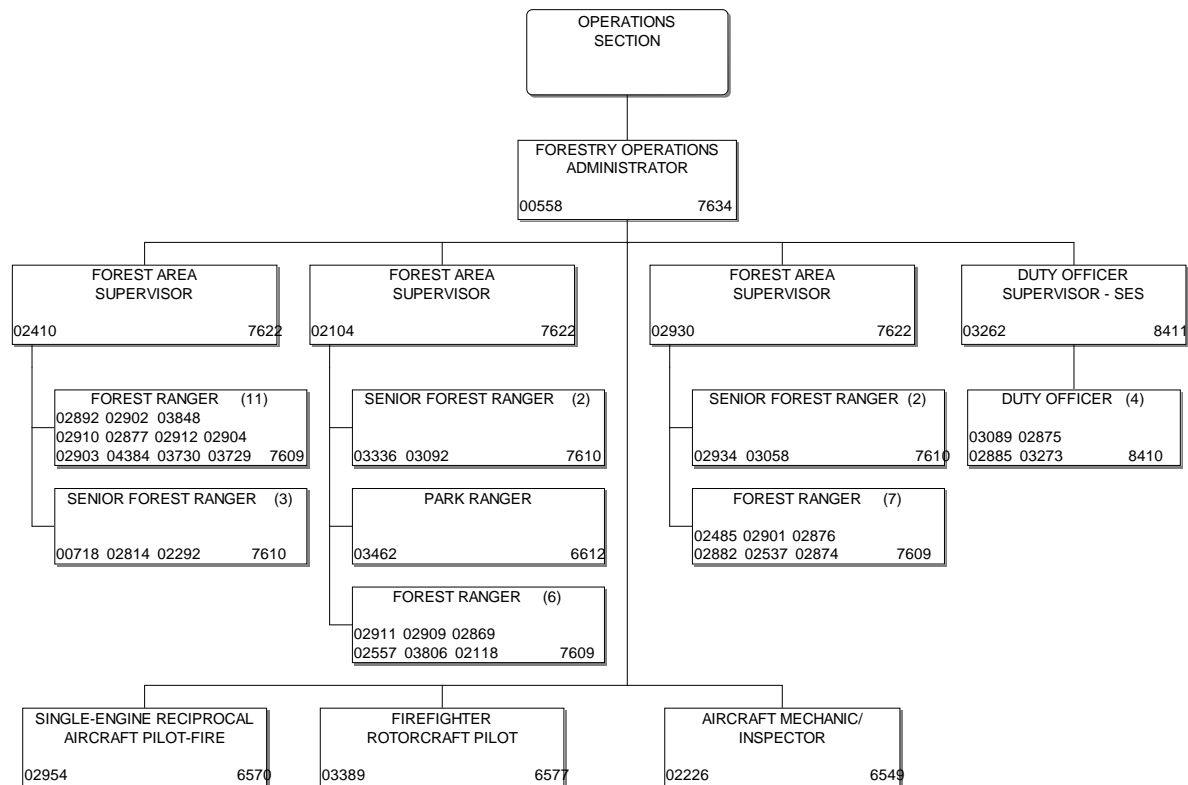 OPERATIONS
SECTION
FORESTRY OPERATIONS
ADMINISTRATOR
00558 7634
FOREST AREA
SUPERVISOR
02410 7622
FOREST AREA
SUPERVISOR
02104 7622
FOREST AREA
SUPERVISOR
02930 7622
DUTY OFFICER
SUPERVISOR - SES
03262 8411
FOREST RANGER (11)
02892 02902 03848
02910 02877 02912 02904
02903 04384 03730 03729 7609
SENIOR FOREST RANGER (3)
00718 02814 02292 7610
SENIOR FOREST RANGER (2)
03336 03092 7610
PARK RANGER
03462 6612
FOREST RANGER (6)
02911 02909 02869
02557 03806 02118 7609
SENIOR FOREST RANGER (2)
02934 03058 7610
FOREST RANGER (7)
02485 02901 02876
02882 02537 02874 7609
DUTY OFFICER (4)
03089 02875
02885 03273 8410
SINGLE-ENGINE RECIPROCAL
AIRCRAFT PILOT-FIRE
02954 6570
FIREFIGHTER
ROTORCRAFT PILOT
03389 6577
AIRCRAFT MECHANIC/
INSPECTOR
02226 6549